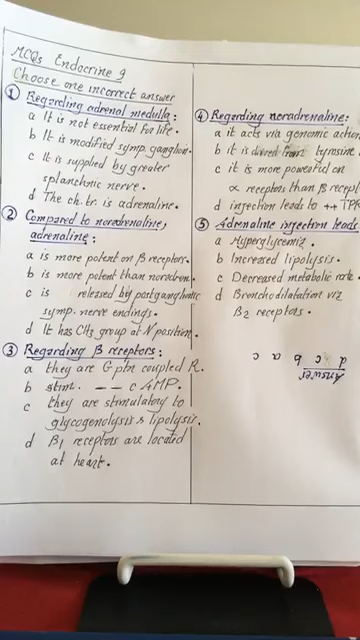 MCQs Endocrine 9
Choose one incorrect answer
① Regarding adrenal medulla:
a It is not essential for life.
b It is modified symp. ganglion.
c It is supplied by greater
splanchnic nerve.
d The ch. tr. is adrenaline.
② Compared to noradrenaline,
adrenaline:
a is more potent on β receptors.
b is more potent than noradren.
c is released by postganglionic
symp. nerve endings.
d It has CH3 group at N position.
③ Regarding β receptors:
a they are G ptn coupled R.
b stim. — — c AMP.
c they are stimulatory to
glycogenolysis & lipolysis.
d β1 receptors are located
at heart.
④ Regarding noradrenaline:
a it acts via genomic action
b it is derived from tyrosine.
c it is more powerful on
α receptors than β recept
d injection leads to ++ TPR
⑤ Adrenaline injection leads
a Hyperglycemia.
b Increased lipolysis.
c Decreased metabolic rate.
d Bronchodilatation via
β2 receptors.
Answer
d c b a c